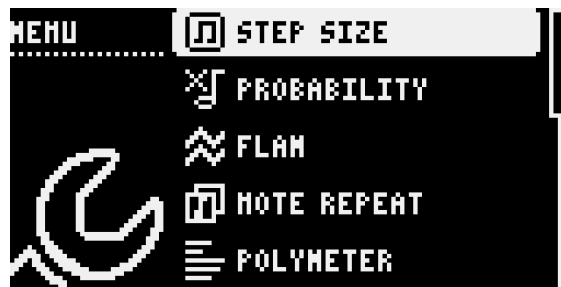 MENU
STEP SIZE
PROBABILITY
FLAM
NOTE REPEAT
POLYMETER